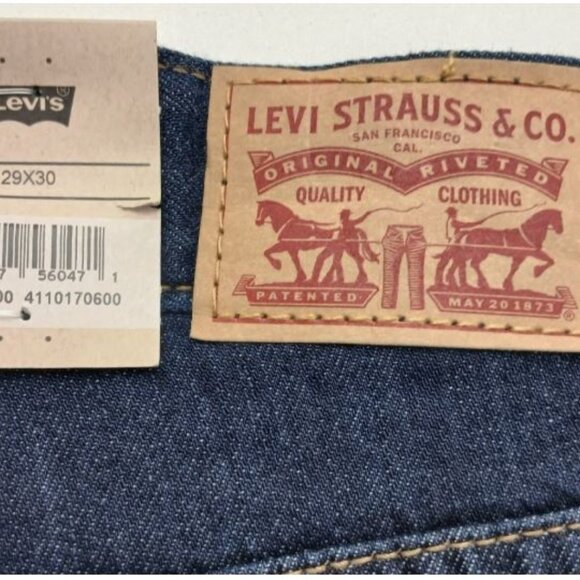 Levi's
®
29X30
7 56047 1
00 4110170600
LEVI STRAUSS & CO.
SAN FRANCISCO
CAL.
ORIGINAL RIVETED
QUALITY CLOTHING
PATENTED MAY 20 1873
®